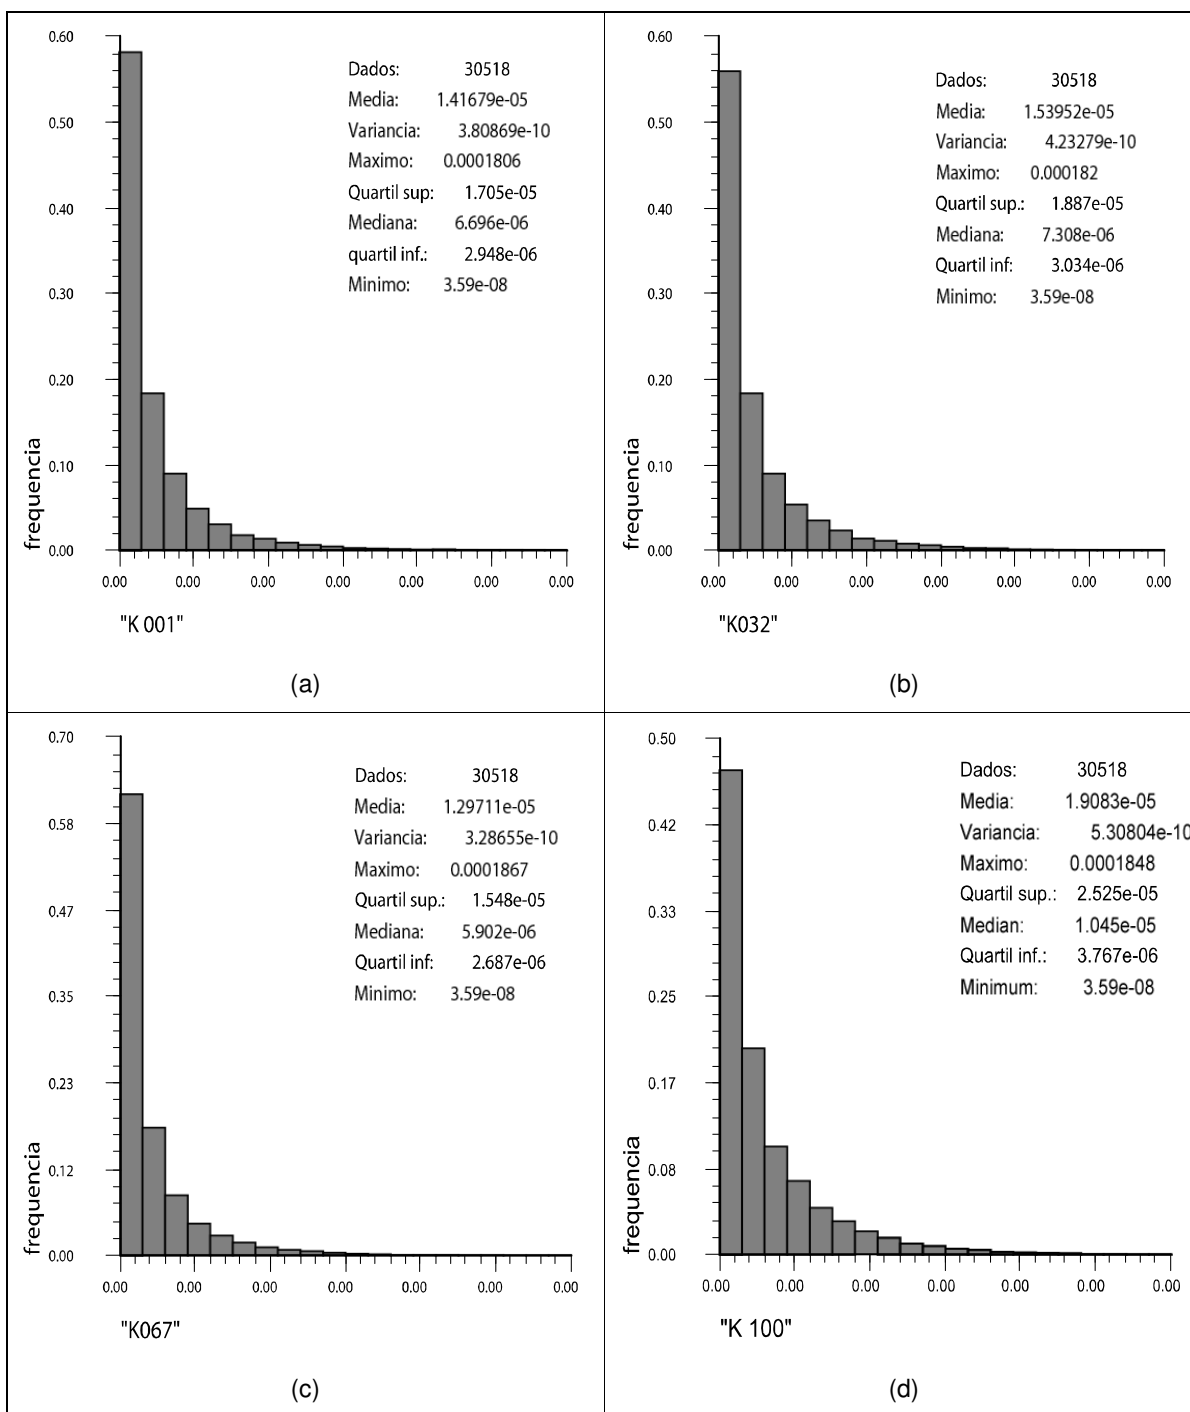 0.60
Dados: 30518
Media: 1.41679e-05
Variancia: 3.80869e-10
Maximo: 0.0001806
Quartil sup: 1.705e-05
Mediana: 6.696e-06
quartil inf.: 2.948e-06
Minimo: 3.59e-08
0.50
0.40
0.30
0.20
0.10
0.00
frequencia
0.00 0.00 0.00 0.00 0.00 0.00 0.00
"K 001"
(a)
0.60
Dados: 30518
Media: 1.53952e-05
Variancia: 4.23279e-10
Maximo: 0.000182
Quartil sup.: 1.887e-05
Mediana: 7.308e-06
Quartil inf: 3.034e-06
Minimo: 3.59e-08
0.50
0.40
0.30
0.20
0.10
0.00
frequencia
0.00 0.00 0.00 0.00 0.00 0.00 0.00
"K032"
(b)
0.70
Dados: 30518
Media: 1.29711e-05
Variancia: 3.28655e-10
Maximo: 0.0001867
Quartil sup.: 1.548e-05
Mediana: 5.902e-06
Quartil inf: 2.687e-06
Minimo: 3.59e-08
0.58
0.47
0.35
0.23
0.12
0.00
frequencia
0.00 0.00 0.00 0.00 0.00 0.00 0.00
"K067"
(c)
0.50
Dados: 30518
Media: 1.9083e-05
Variancia: 5.30804e-10
Maximo: 0.0001848
Quartil sup.: 2.525e-05
Median: 1.045e-05
Quartil inf.: 3.767e-06
Minimum: 3.59e-08
0.42
0.33
0.25
0.17
0.08
0.00
frequencia
0.00 0.00 0.00 0.00 0.00 0.00 0.00
"K 100"
(d)